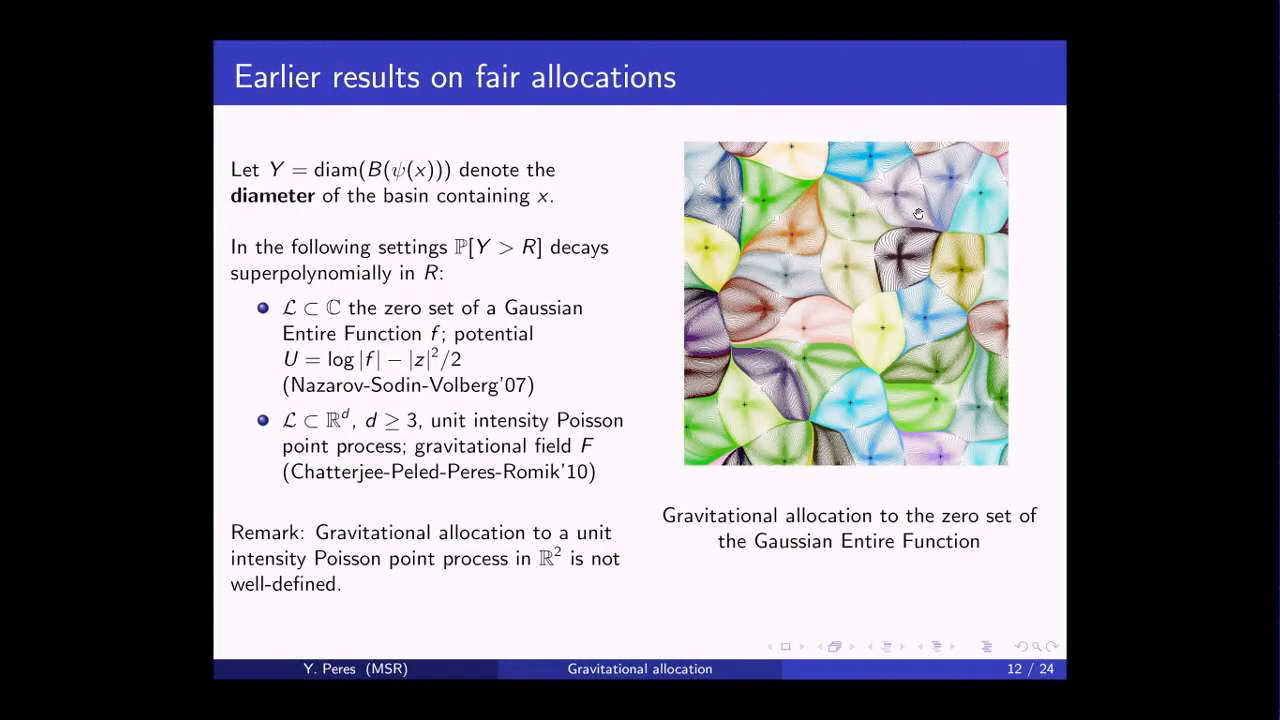 Earlier results on fair allocations
Let Y = diam(B(ψ(x))) denote the
diameter of the basin containing x.
In the following settings ℙ[Y > R] decays
superpolynomially in R:
ℒ ⊂ ℂ the zero set of a Gaussian
Entire Function f; potential
U = log |f| − |z|²/2
(Nazarov-Sodin-Volberg'07)
ℒ ⊂ ℝᵈ, d ≥ 3, unit intensity Poisson
point process; gravitational field F
(Chatterjee-Peled-Peres-Romik'10)
Remark: Gravitational allocation to a unit
intensity Poisson point process in ℝ² is not
well-defined.
Gravitational allocation to the zero set of
the Gaussian Entire Function
Y. Peres (MSR)
Gravitational allocation
12 / 24